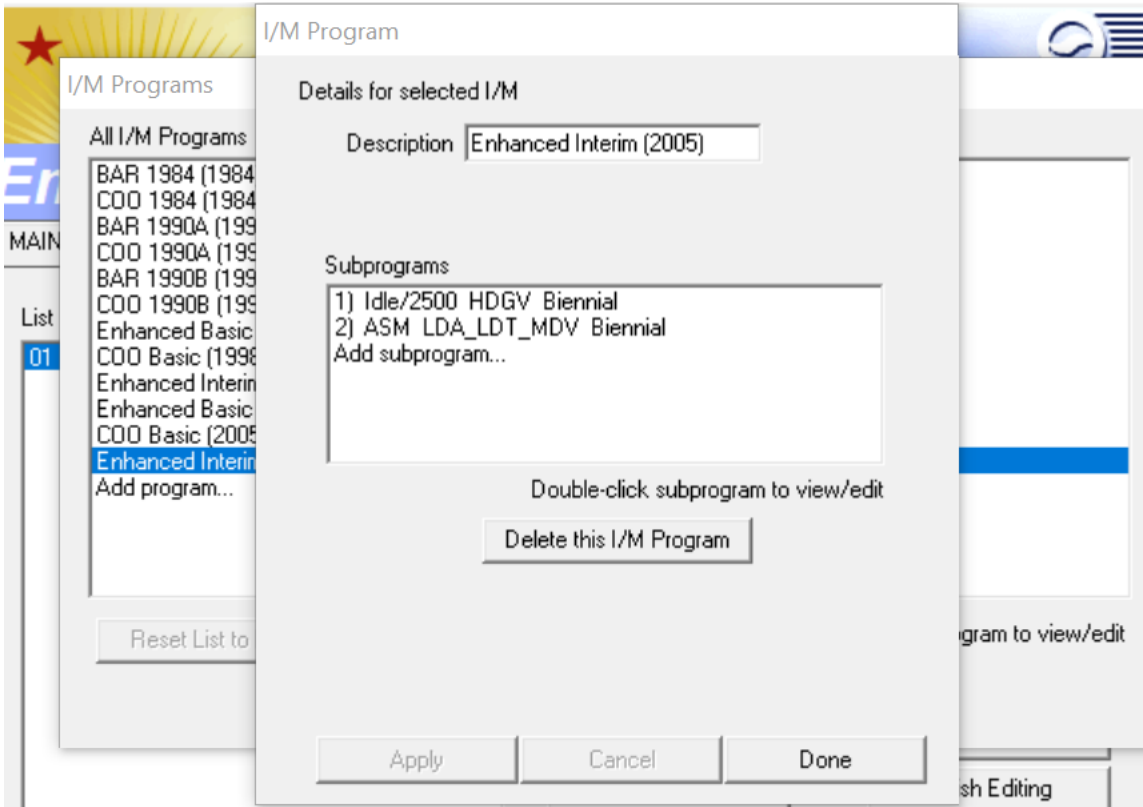 I/M Program
I/M Programs
Details for selected I/M
Description Enhanced Interim (2005)
All I/M Programs
BAR 1984 (1984
COO 1984 (1984
BAR 1990A (199
COO 1990A (199
BAR 1990B (199
COO 1990B (199
Enhanced Basic
COO Basic (1998
Enhanced Interim
Enhanced Basic
COO Basic (2005
Enhanced Interim
Add program...
En
MAIN
List
01
Subprograms
1) Idle/2500 HDGV Biennial
2) ASM LDA_LDT_MDV Biennial
Add subprogram...
Double-click subprogram to view/edit
Delete this I/M Program
Reset List to
gram to view/edit
Apply
Cancel
Done
sh Editing